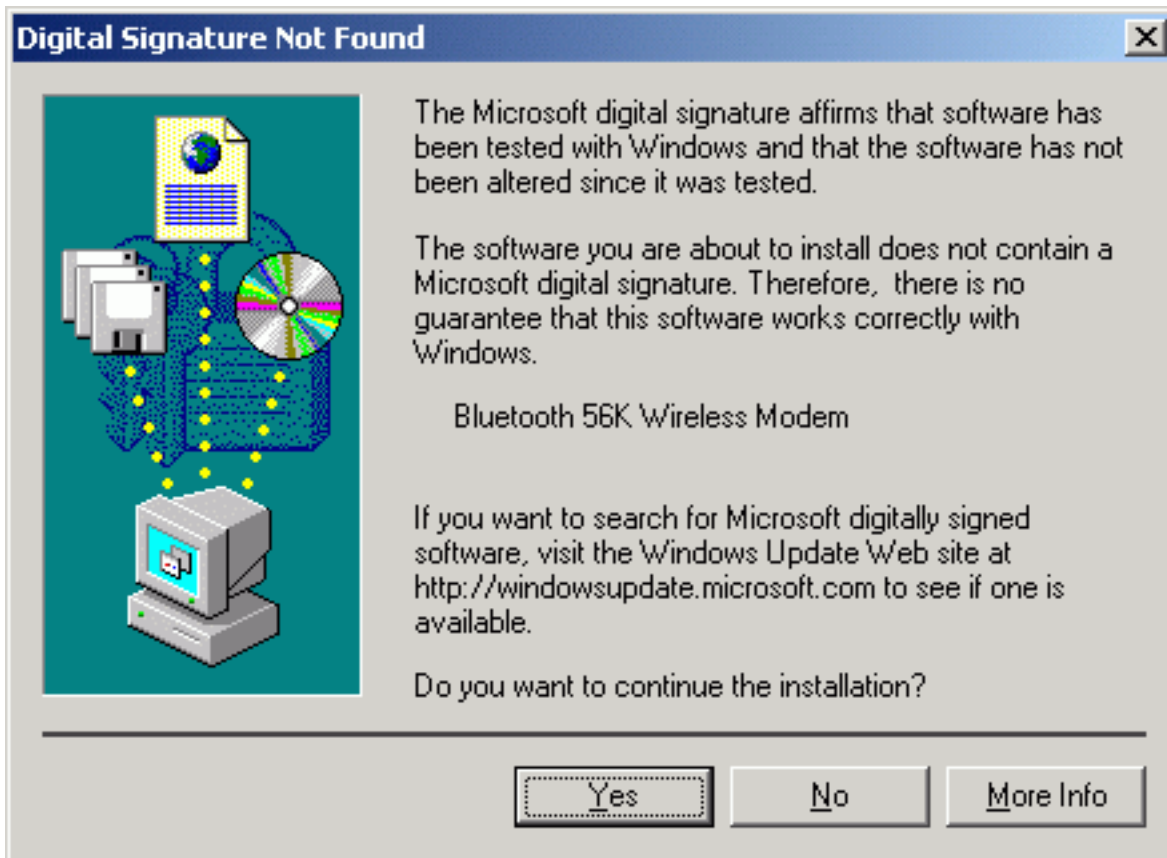 Digital Signature Not Found
The Microsoft digital signature affirms that software has
been tested with Windows and that the software has not
been altered since it was tested.
The software you are about to install does not contain a
Microsoft digital signature. Therefore,  there is no
guarantee that this software works correctly with
Windows.
Bluetooth 56K Wireless Modem
If you want to search for Microsoft digitally signed
software, visit the Windows Update Web site at
http://windowsupdate.microsoft.com to see if one is
available.
Do you want to continue the installation?
Yes No More Info